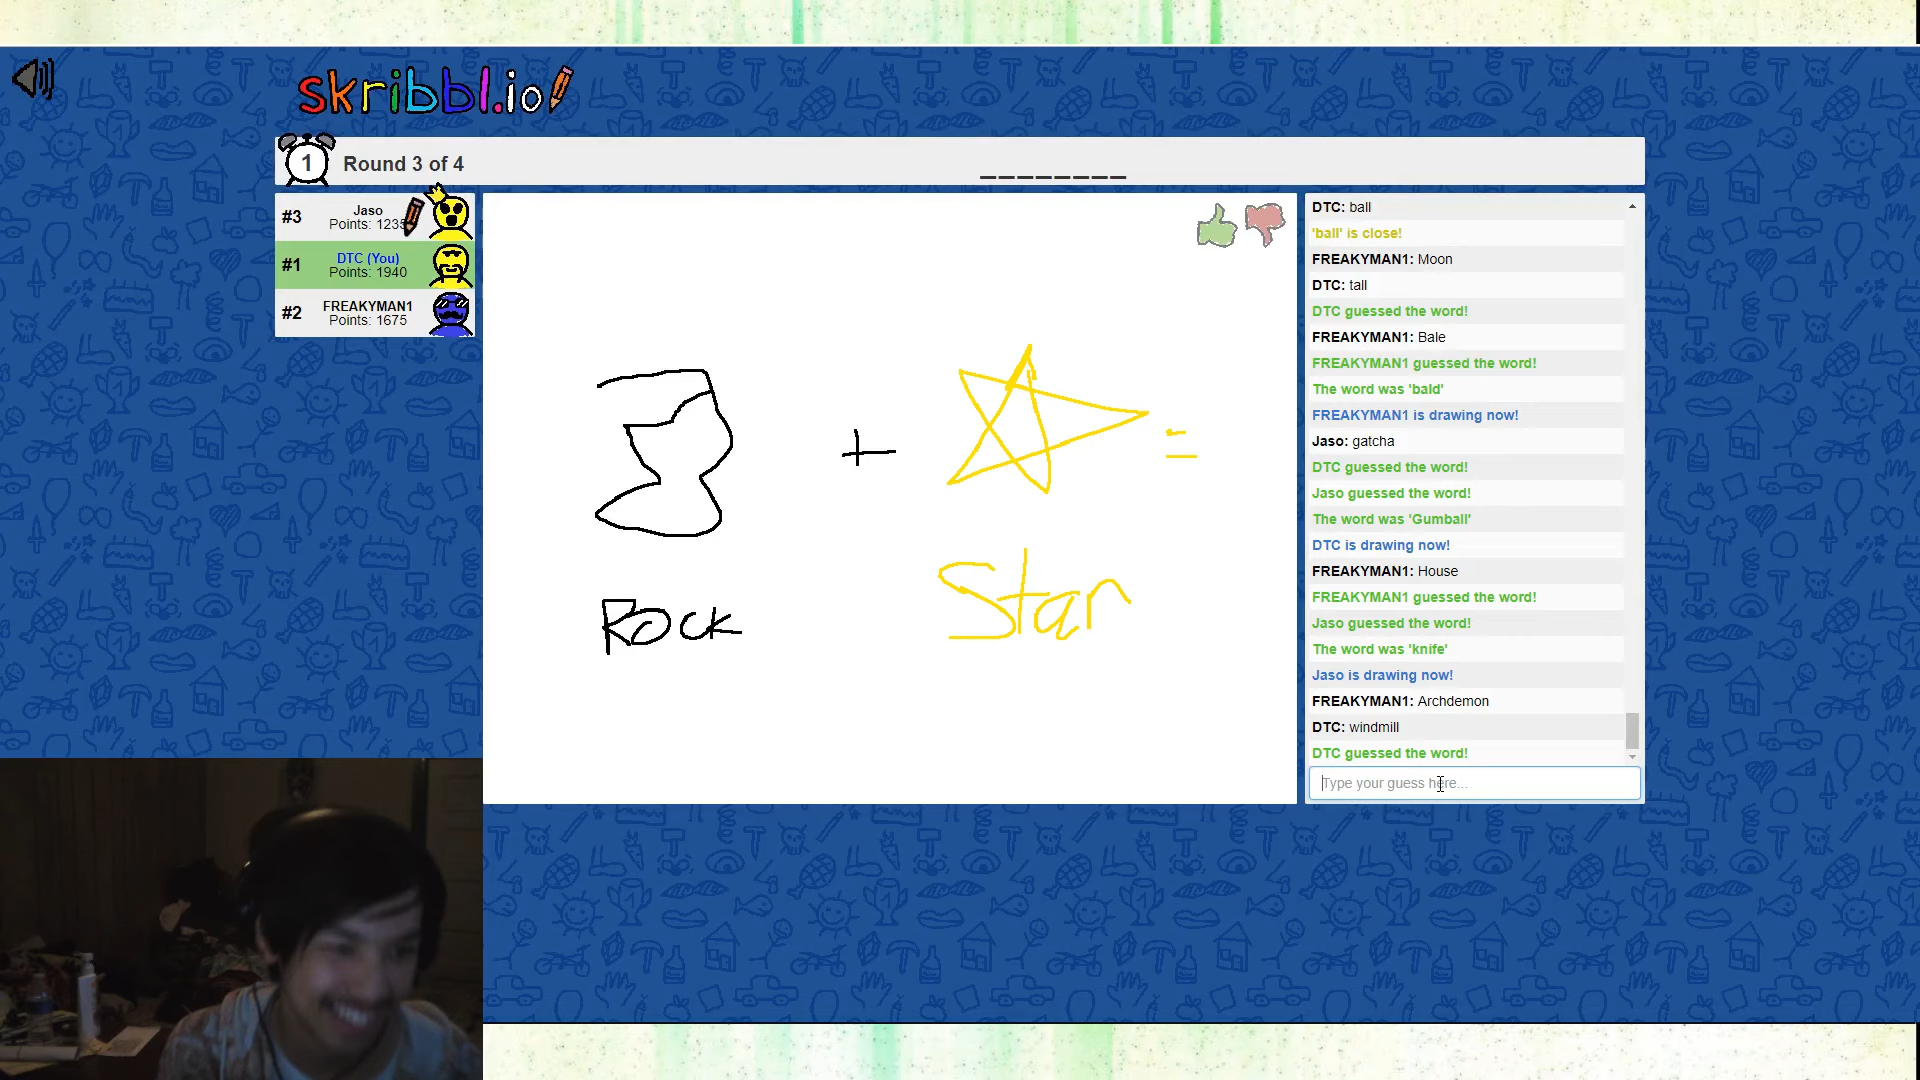 skribbl.io
1
Round 3 of 4
________
#3 Jaso
Points: 1235
#1 DTC (You)
Points: 1940
#2 FREAKYMAN1
Points: 1675
+ =
Rock
Star
DTC: ball
'ball' is close!
FREAKYMAN1: Moon
DTC: tall
DTC guessed the word!
FREAKYMAN1: Bale
FREAKYMAN1 guessed the word!
The word was 'bald'
FREAKYMAN1 is drawing now!
Jaso: gatcha
DTC guessed the word!
Jaso guessed the word!
The word was 'Gumball'
DTC is drawing now!
FREAKYMAN1: House
FREAKYMAN1 guessed the word!
Jaso guessed the word!
The word was 'knife'
Jaso is drawing now!
FREAKYMAN1: Archdemon
DTC: windmill
DTC guessed the word!
Type your guess here...